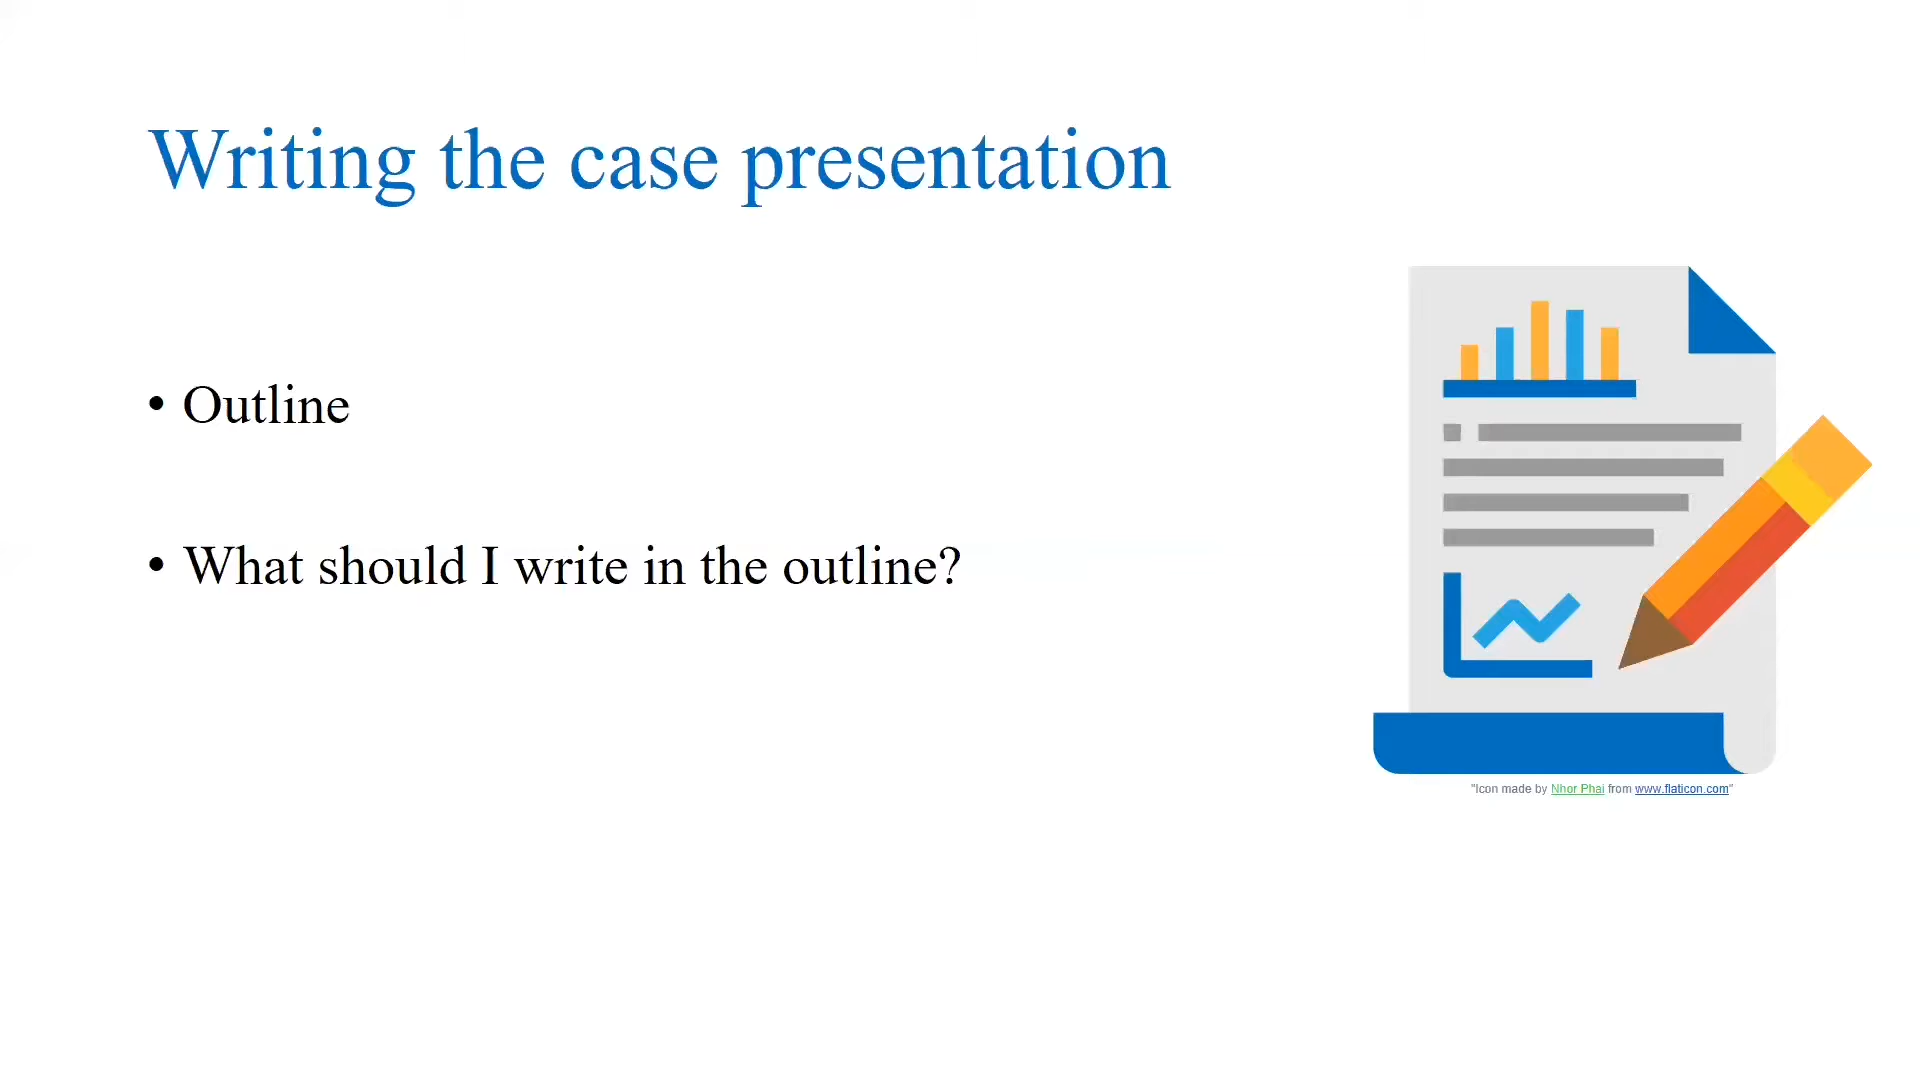 Writing the case presentation
• Outline
• What should I write in the outline?
"Icon made by Nhor Phai from www.flaticon.com"